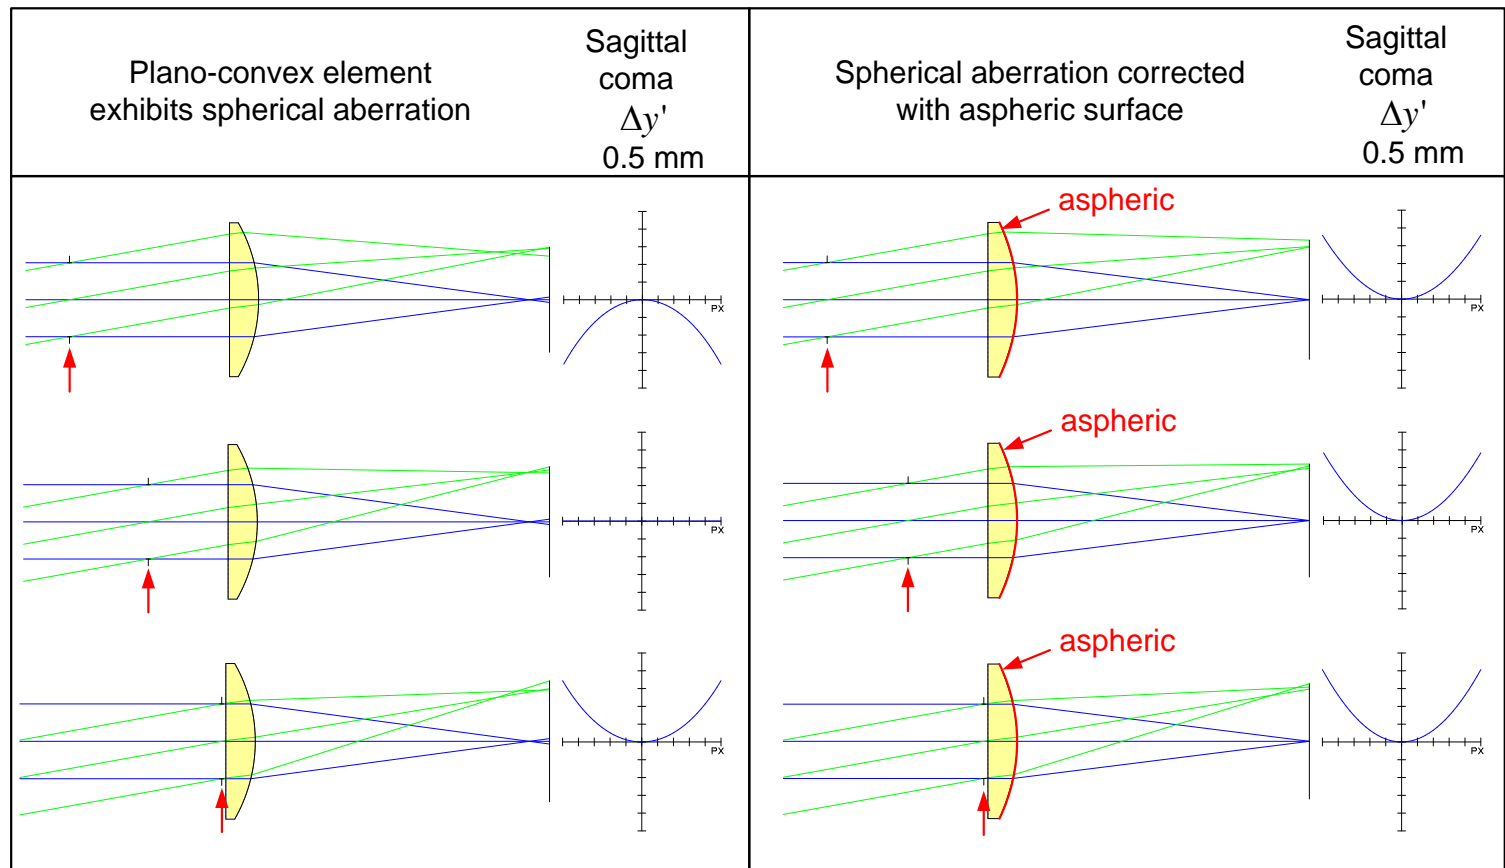 Plano-convex element
exhibits spherical aberration
Sagittal
coma
Δy'
0.5 mm
Spherical aberration corrected
with aspheric surface
Sagittal
coma
Δy'
0.5 mm
PX
aspheric
PX
PX
aspheric
PX
PX
aspheric
PX